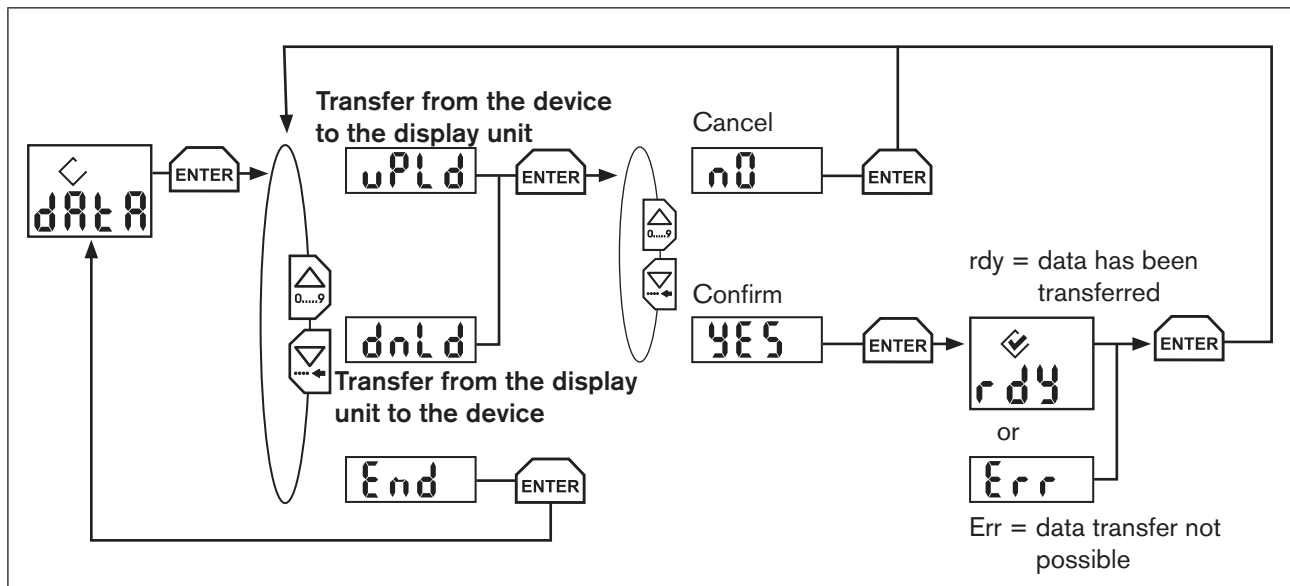 Transfer from the device
to the display unit
Cancel
uPLd
ENTER
nO
ENTER
ENTER
dAtA
0.....9
0.....9
rdy = data has been
transferred
Confirm
dnLd
YES
ENTER
ENTER
....
....
rdY
Transfer from the display
unit to the device
or
End
ENTER
Err
Err = data transfer not
possible